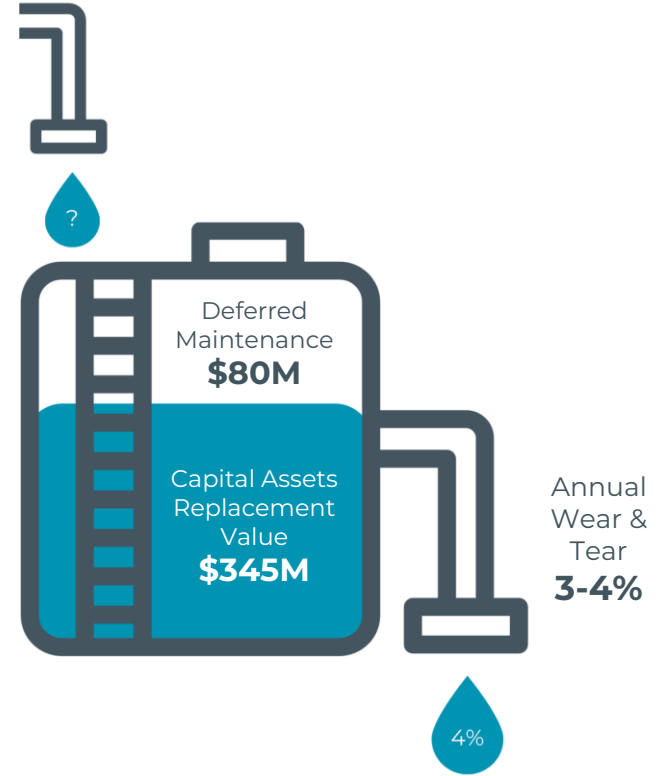 ?
Deferred
Maintenance
$80M
Capital Assets
Replacement
Value
$345M
Annual
Wear &
Tear
3-4%
4%